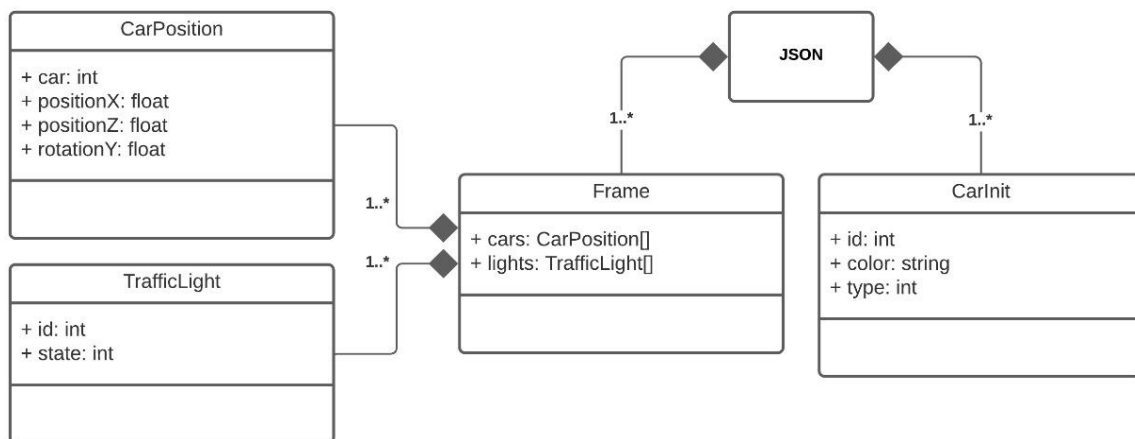 CarPosition
+ car: int
+ positionX: float
+ positionZ: float
+ rotationY: float
TrafficLight
+ id: int
+ state: int
1..*
1..*
JSON
1..*
1..*
Frame
+ cars: CarPosition[]
+ lights: TrafficLight[]
CarInit
+ id: int
+ color: string
+ type: int